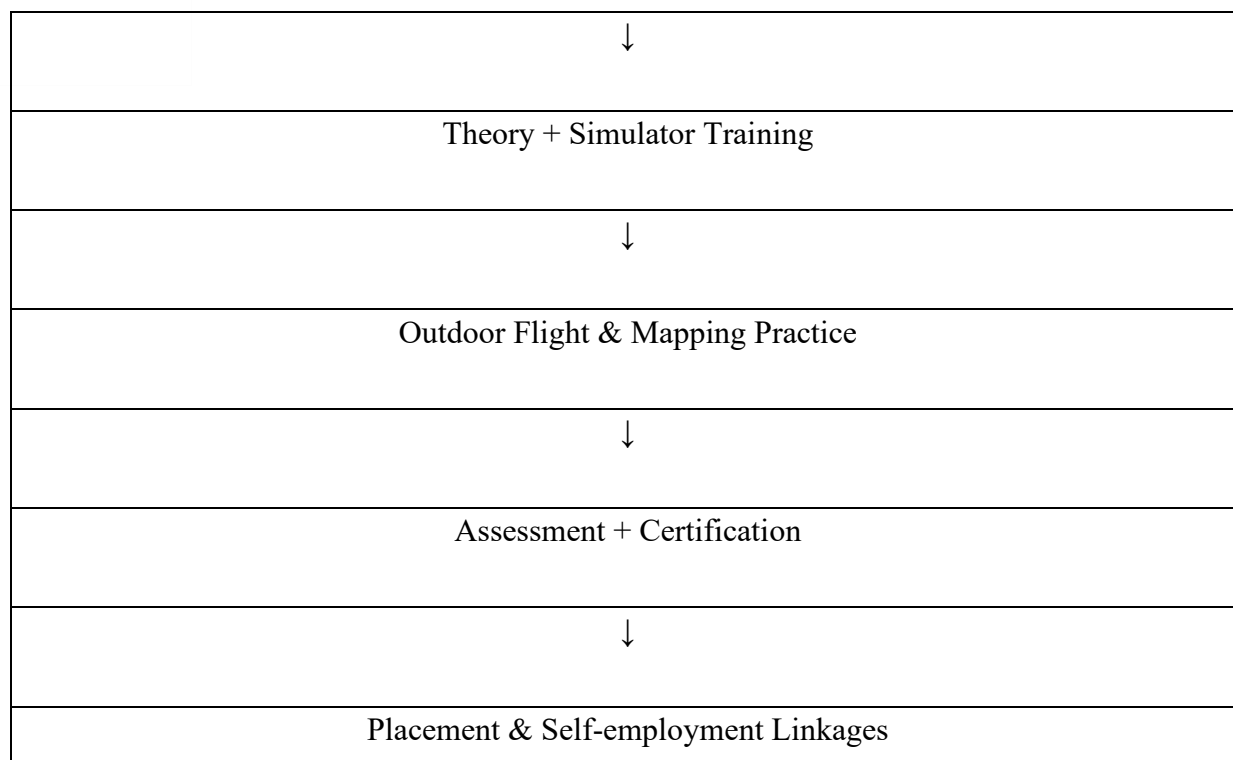 ↓
Theory + Simulator Training
↓
Outdoor Flight & Mapping Practice
↓
Assessment + Certification
↓
Placement & Self-employment Linkages